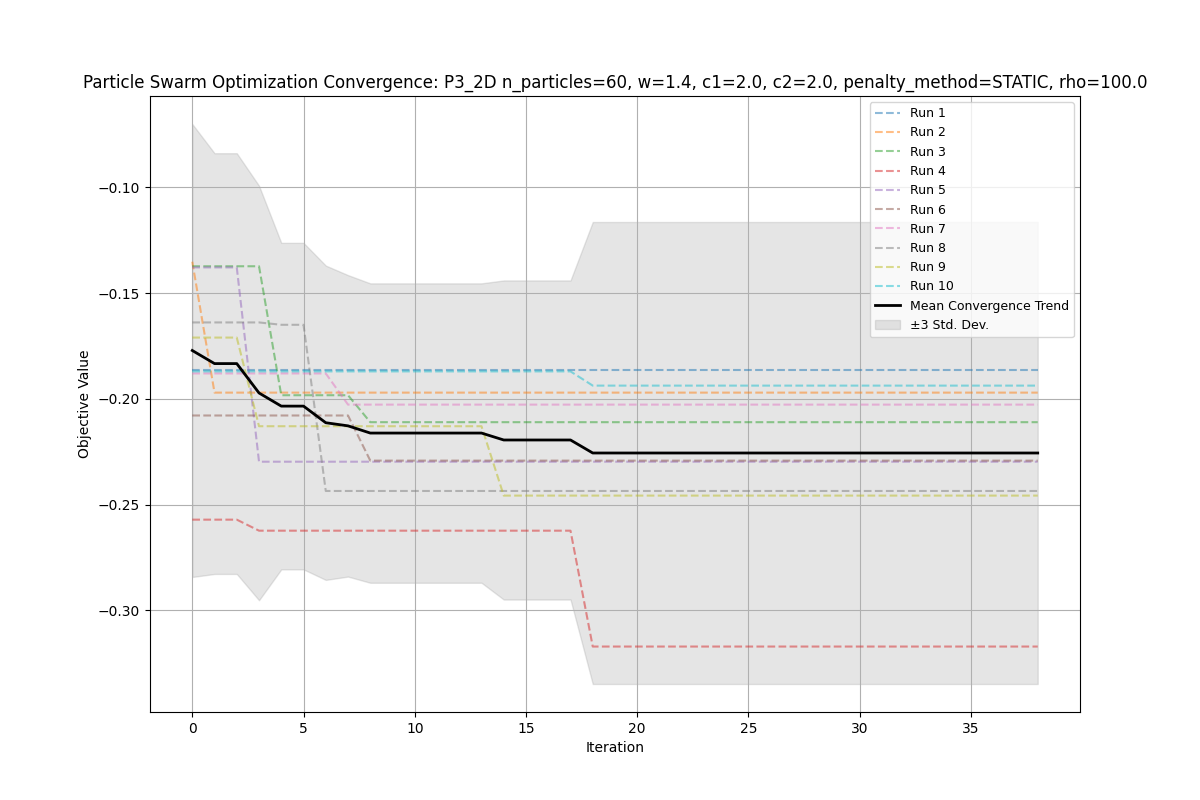 Particle Swarm Optimization Convergence: P3_2D n_particles=60, w=1.4, c1=2.0, c2=2.0, penalty_method=STATIC, rho=100.0
Run 1
Run 2
Run 3
Run 4
Run 5
Run 6
Run 7
Run 8
Run 9
Run 10
Mean Convergence Trend
±3 Std. Dev.
Objective Value
−0.10
−0.15
−0.20
−0.25
−0.30
0 5 10 15 20 25 30 35
Iteration